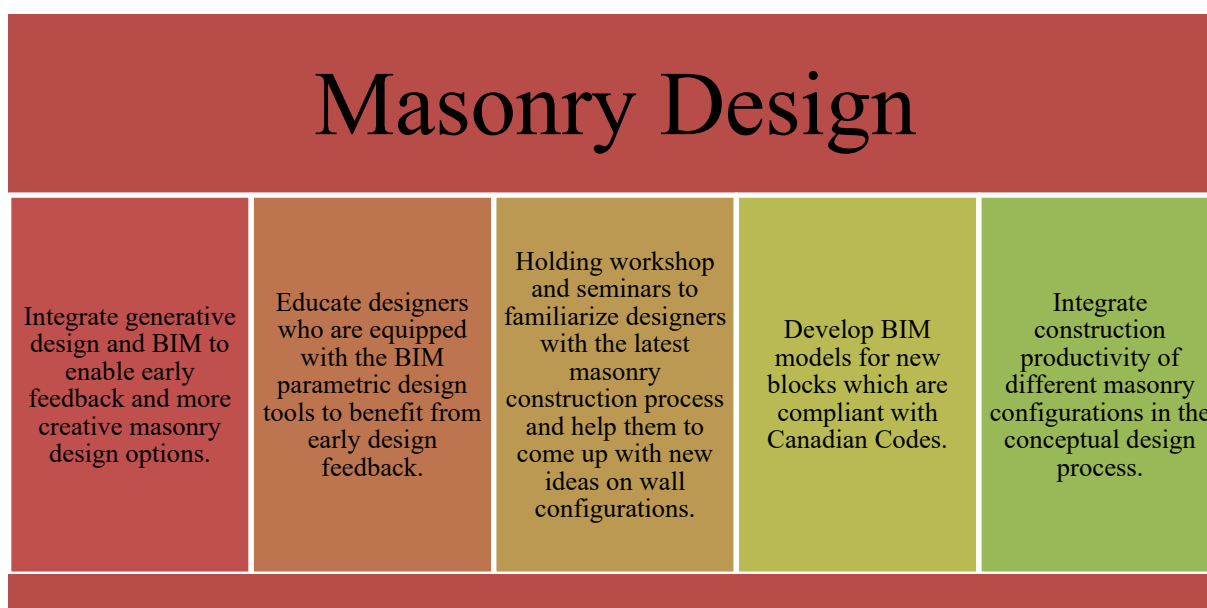 Masonry Design
Integrate generative
design and BIM to
enable early
feedback and more
creative masonry
design options.
Educate designers
who are equipped
with the BIM
parametric design
tools to benefit from
early design
feedback.
Holding workshop
and seminars to
familiarize designers
with the latest
masonry
construction process
and help them to
come up with new
ideas on wall
configurations.
Develop BIM
models for new
blocks which are
compliant with
Canadian Codes.
Integrate
construction
productivity of
different masonry
configurations in the
conceptual design
process.